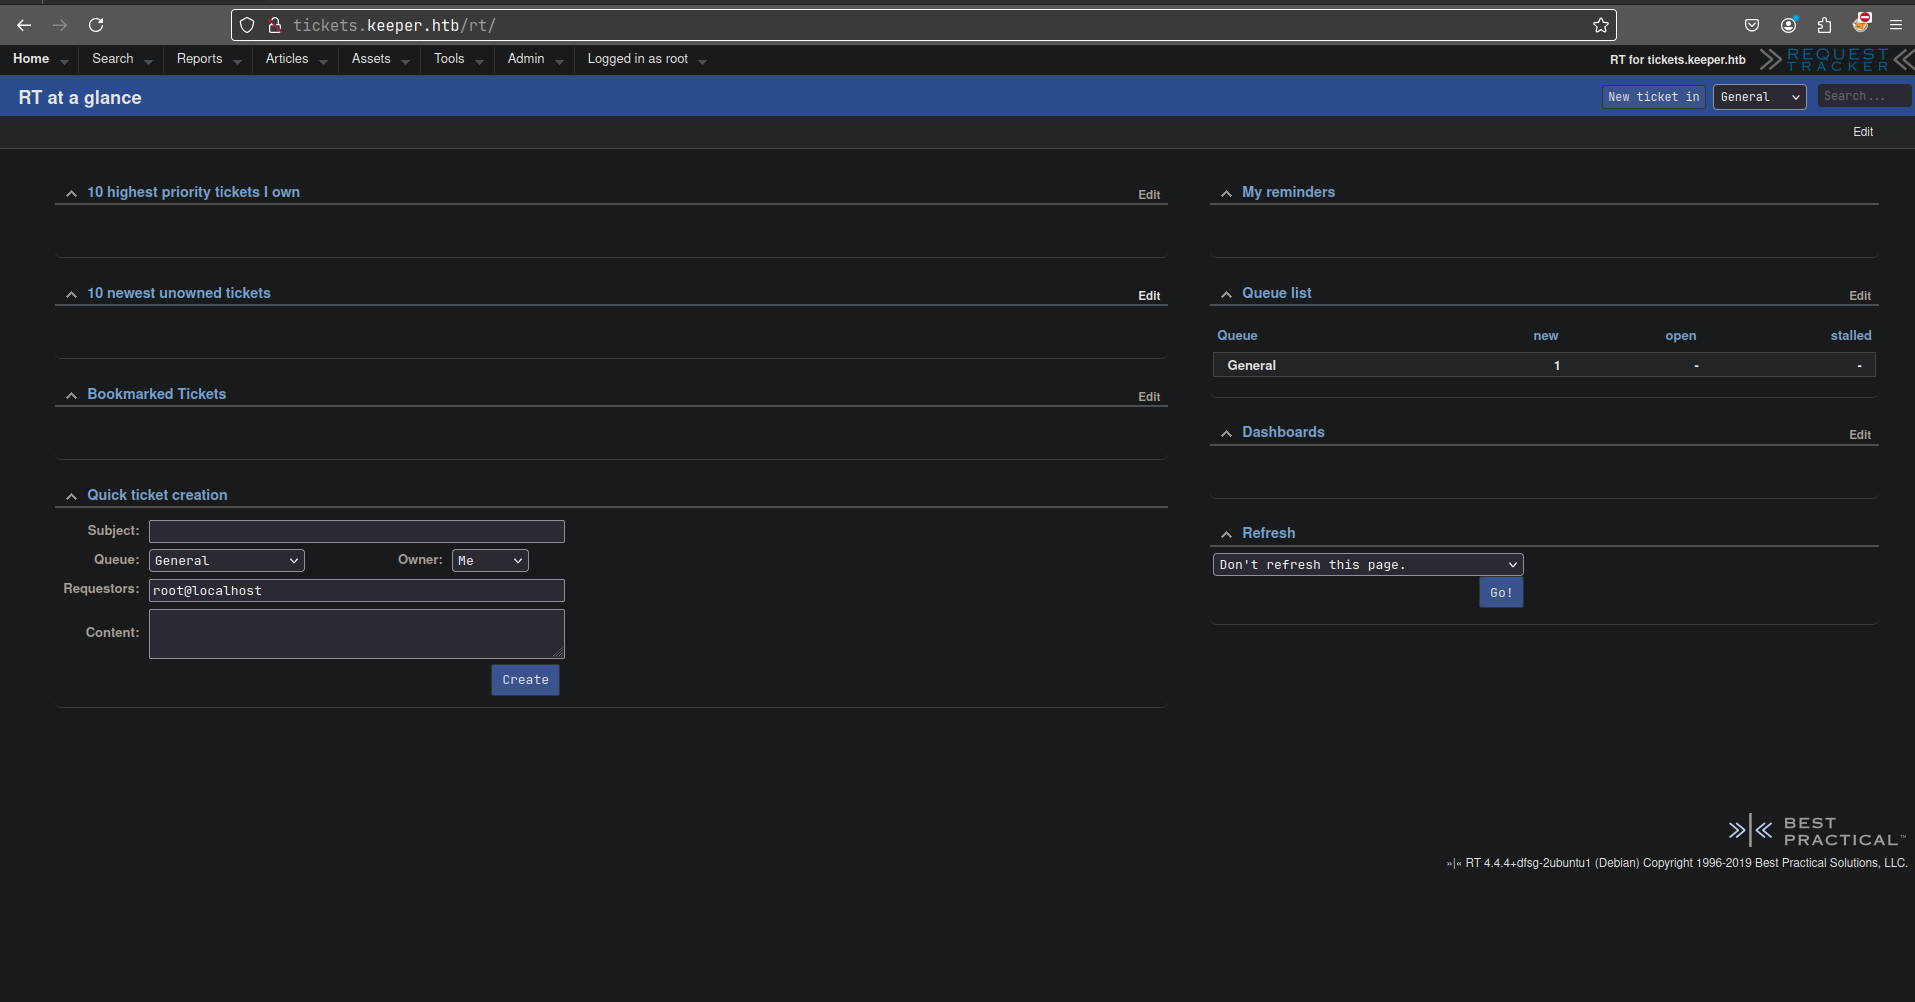 tickets.keeper.htb/rt/
Home Search Reports Articles Assets Tools Admin Logged in as root RT for tickets.keeper.htb REQUEST TRACKER
RT at a glance New ticket in General Search...
Edit
10 highest priority tickets I own Edit
My reminders
10 newest unowned tickets Edit
Queue list Edit
Queue new open stalled
General 1 - -
Bookmarked Tickets Edit
Dashboards Edit
Quick ticket creation
Subject:
Queue: General Owner: Me
Requestors: root@localhost
Content:
Create
Refresh
Don't refresh this page.
Go!
BEST PRACTICAL™
»|« RT 4.4.4+dfsg-2ubuntu1 (Debian) Copyright 1996-2019 Best Practical Solutions, LLC.